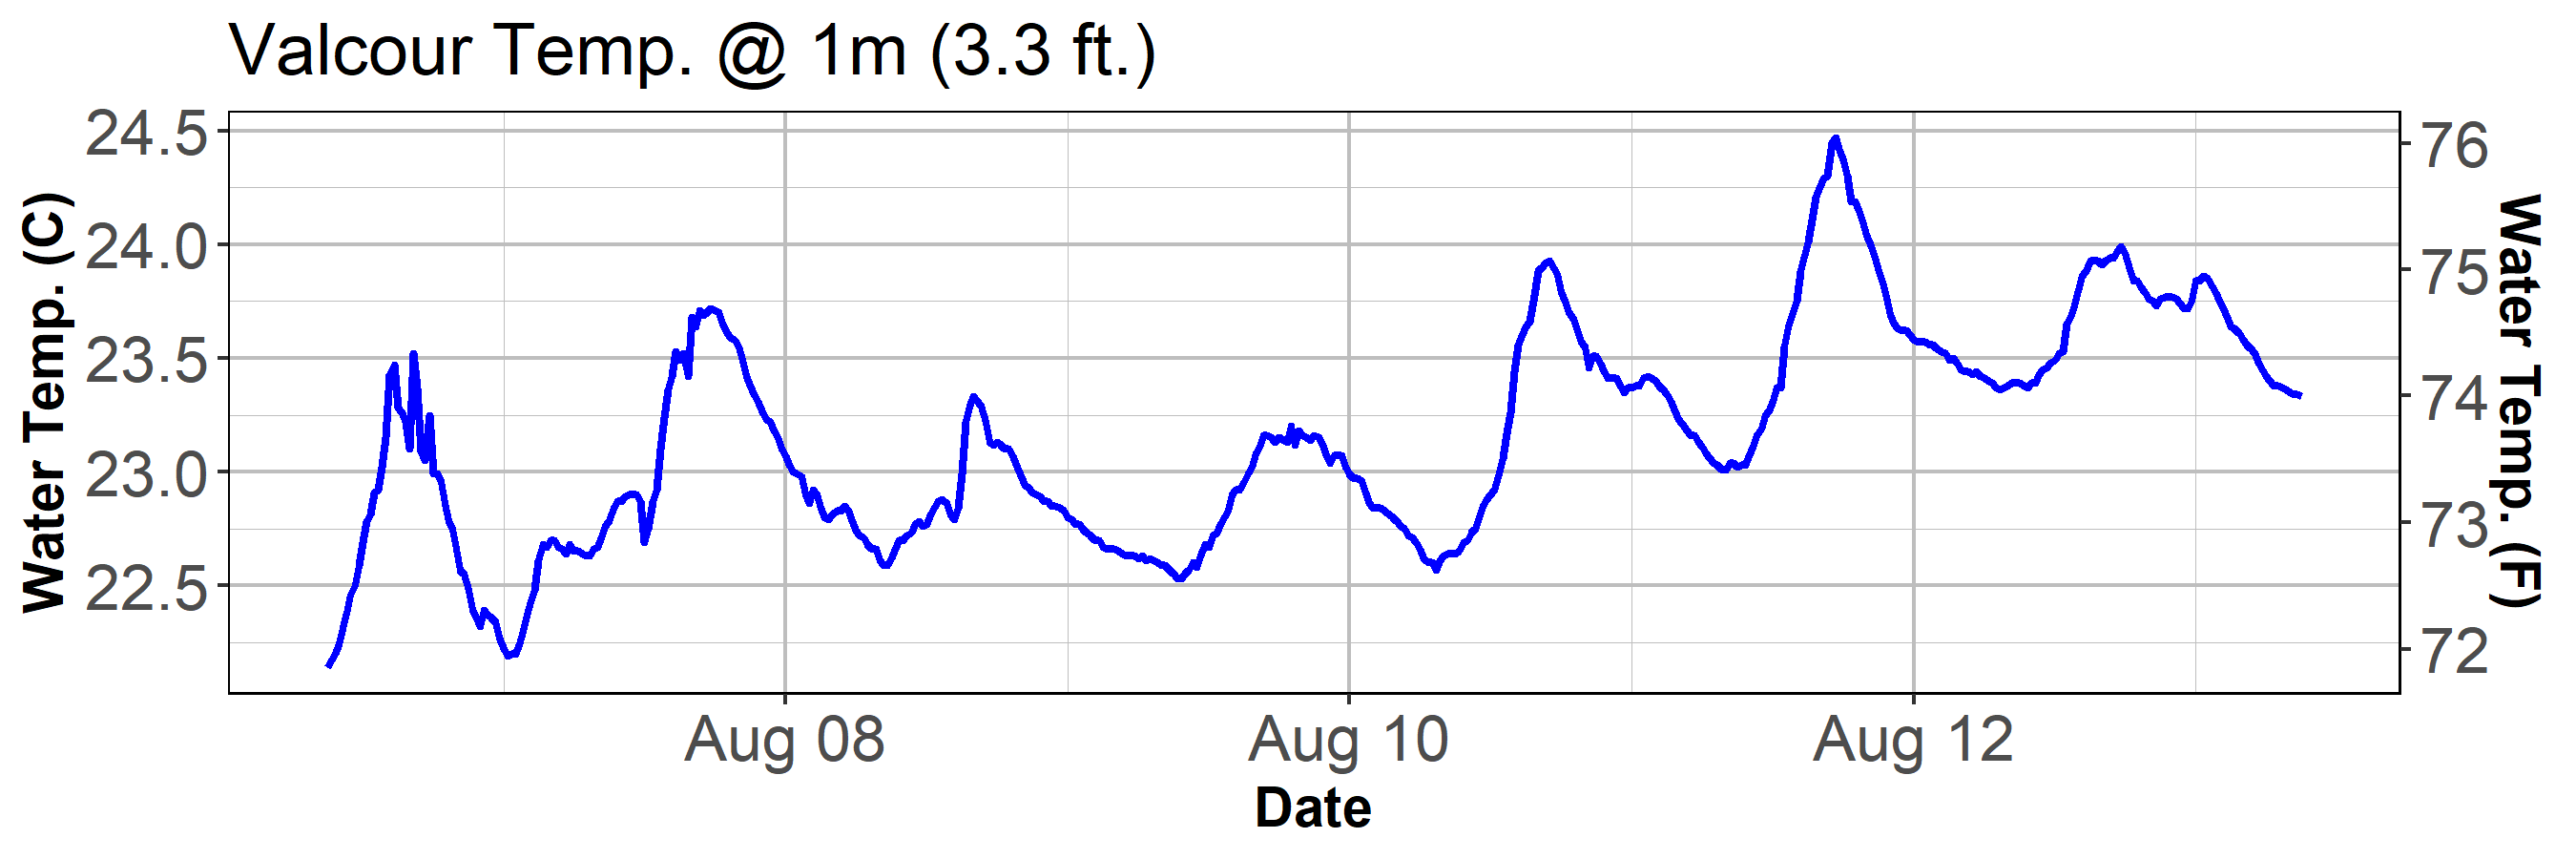 Valcour Temp. @ 1m (3.3 ft.)
Water Temp. (C)
24.5
24.0
23.5
23.0
22.5
76
75
74
73
72
Water Temp. (F)
Aug 08
Aug 10
Aug 12
Date